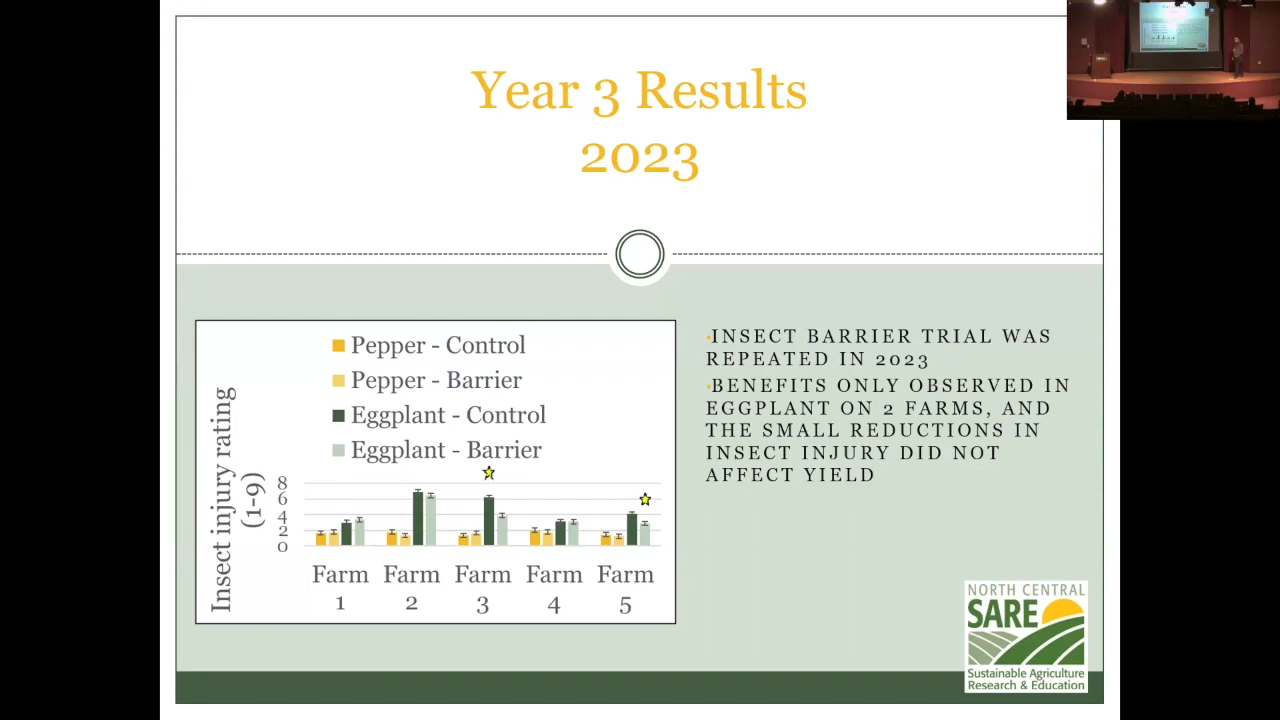 Year 3 Results
2023
Pepper - Control
Pepper - Barrier
Eggplant - Control
Eggplant - Barrier
Insect injury rating
(1-9)
8
6
4
2
0
Farm 1
Farm 2
Farm 3
Farm 4
Farm 5
•INSECT BARRIER TRIAL WAS
REPEATED IN 2023
•BENEFITS ONLY OBSERVED IN
EGGPLANT ON 2 FARMS, AND
THE SMALL REDUCTIONS IN
INSECT INJURY DID NOT
AFFECT YIELD
NORTH CENTRAL
SARE
Sustainable Agriculture
Research & Education